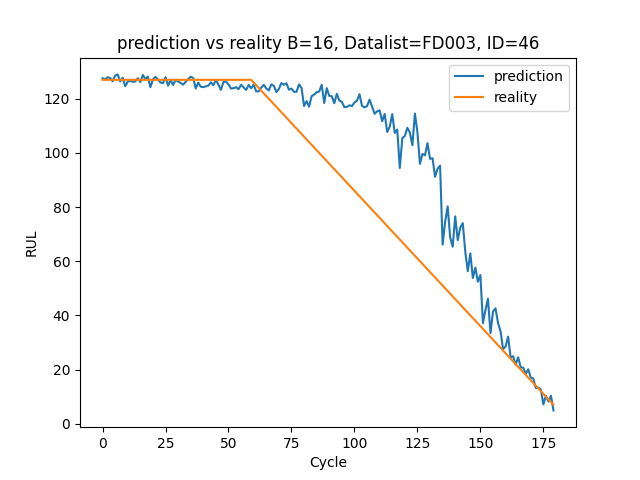 prediction vs reality B=16, Datalist=FD003, ID=46
prediction
reality
RUL
120
100
80
60
40
20
0
0 25 50 75 100 125 150 175
Cycle